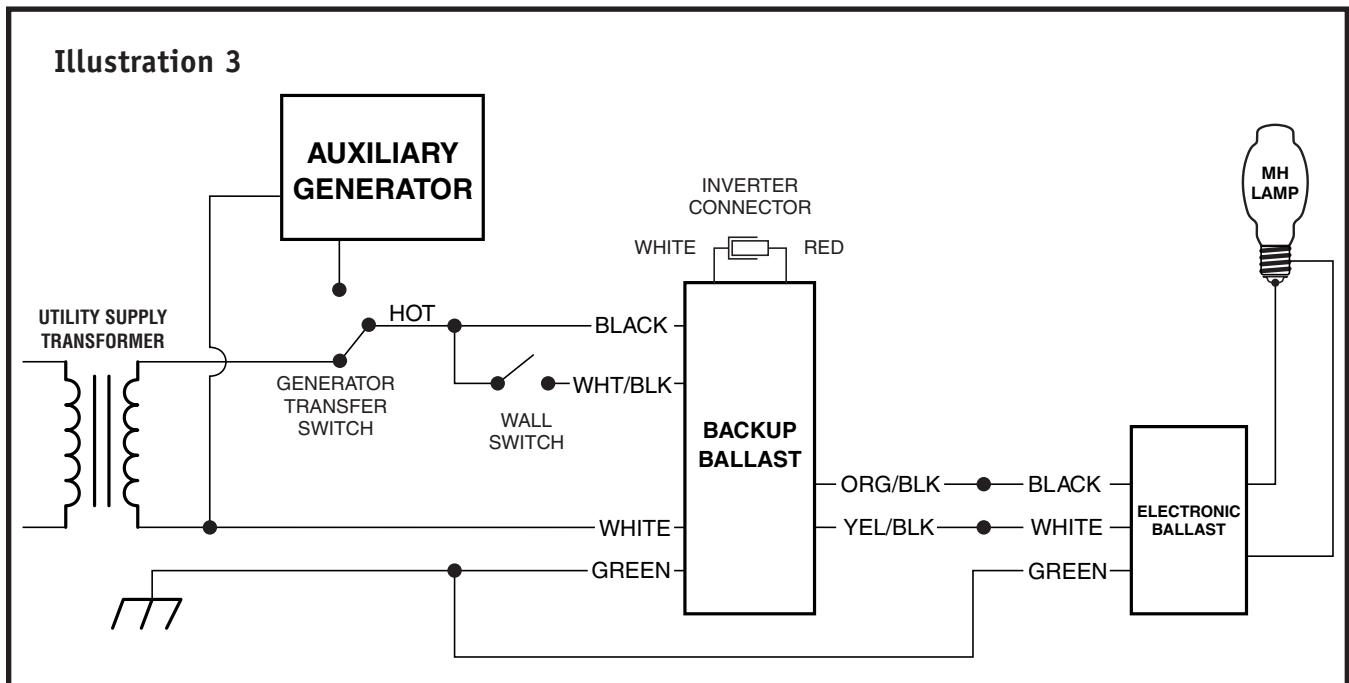 Illustration 3
AUXILIARY
GENERATOR
INVERTER
CONNECTOR
WHITE
RED
MH
LAMP
UTILITY SUPPLY
TRANSFORMER
HOT
BLACK
GENERATOR
TRANSFER
SWITCH
WHT/BLK
WALL
SWITCH
BACKUP
BALLAST
ORG/BLK
BLACK
YEL/BLK
WHITE
ELECTRONIC
BALLAST
WHITE
GREEN
GREEN